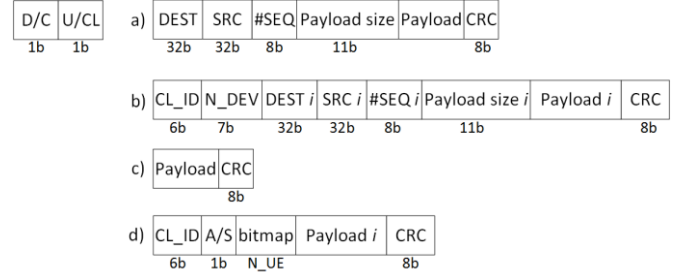 D/C U/CL a) DEST SRC #SEQ Payload size Payload CRC
1b 1b 32b 32b 8b 11b 8b
b) CL_ID N_DEV DEST i SRC i #SEQ i Payload size i Payload i CRC
6b 7b 32b 32b 8b 11b 8b
c) Payload CRC
8b
d) CL_ID A/S bitmap Payload i CRC
6b 1b N_UE 8b